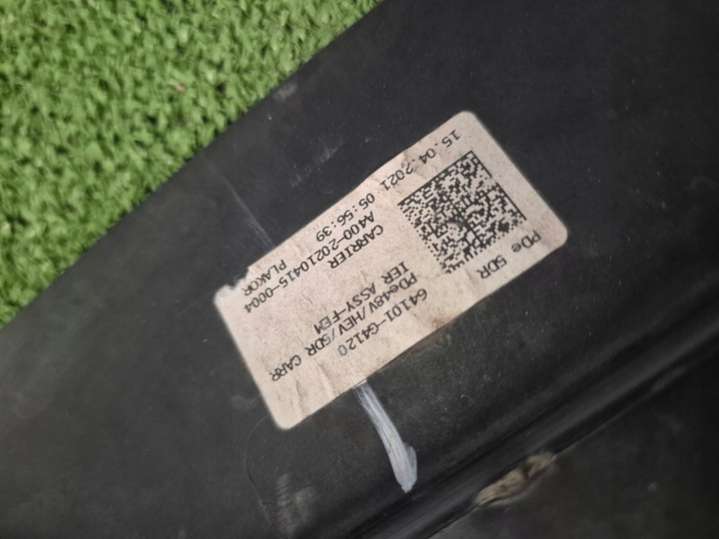 PDe 5DR
64101-G4120
PDe48V/HEV/5DR CARR
IER ASSY-FEM
CARRIER
A400-20210415-0004
PLAKOR
15.04.2021 05:56:39